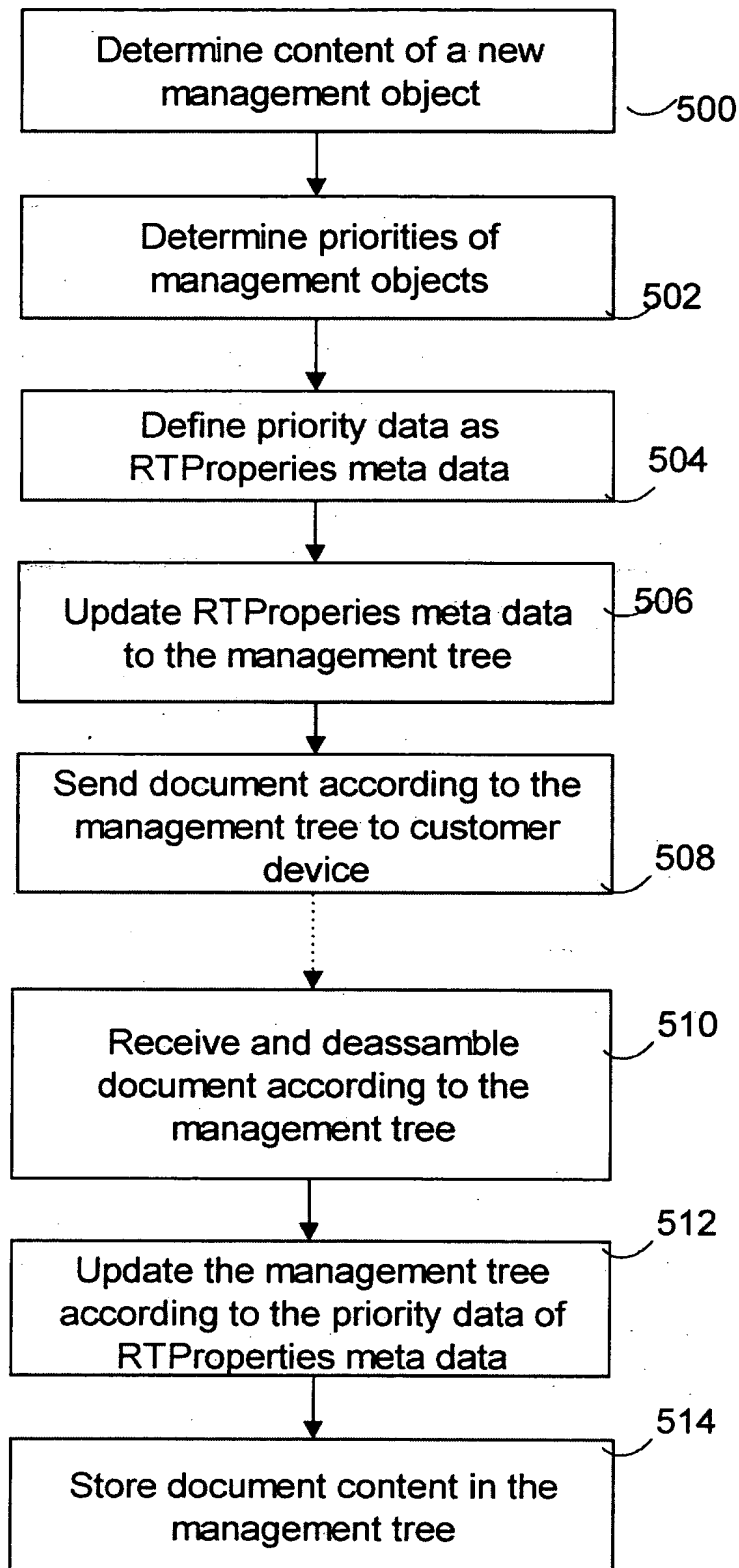 Determine content of a new
management object
500
Determine priorities of
management objects
502
Define priority data as
RTProperies meta data
504
Update RTProperies meta data
to the management tree
506
Send document according to the
management tree to customer
device
508
Receive and deassamble
document according to the
management tree
510
Update the management tree
according to the priority data of
RTProperties meta data
512
Store document content in the
management tree
514